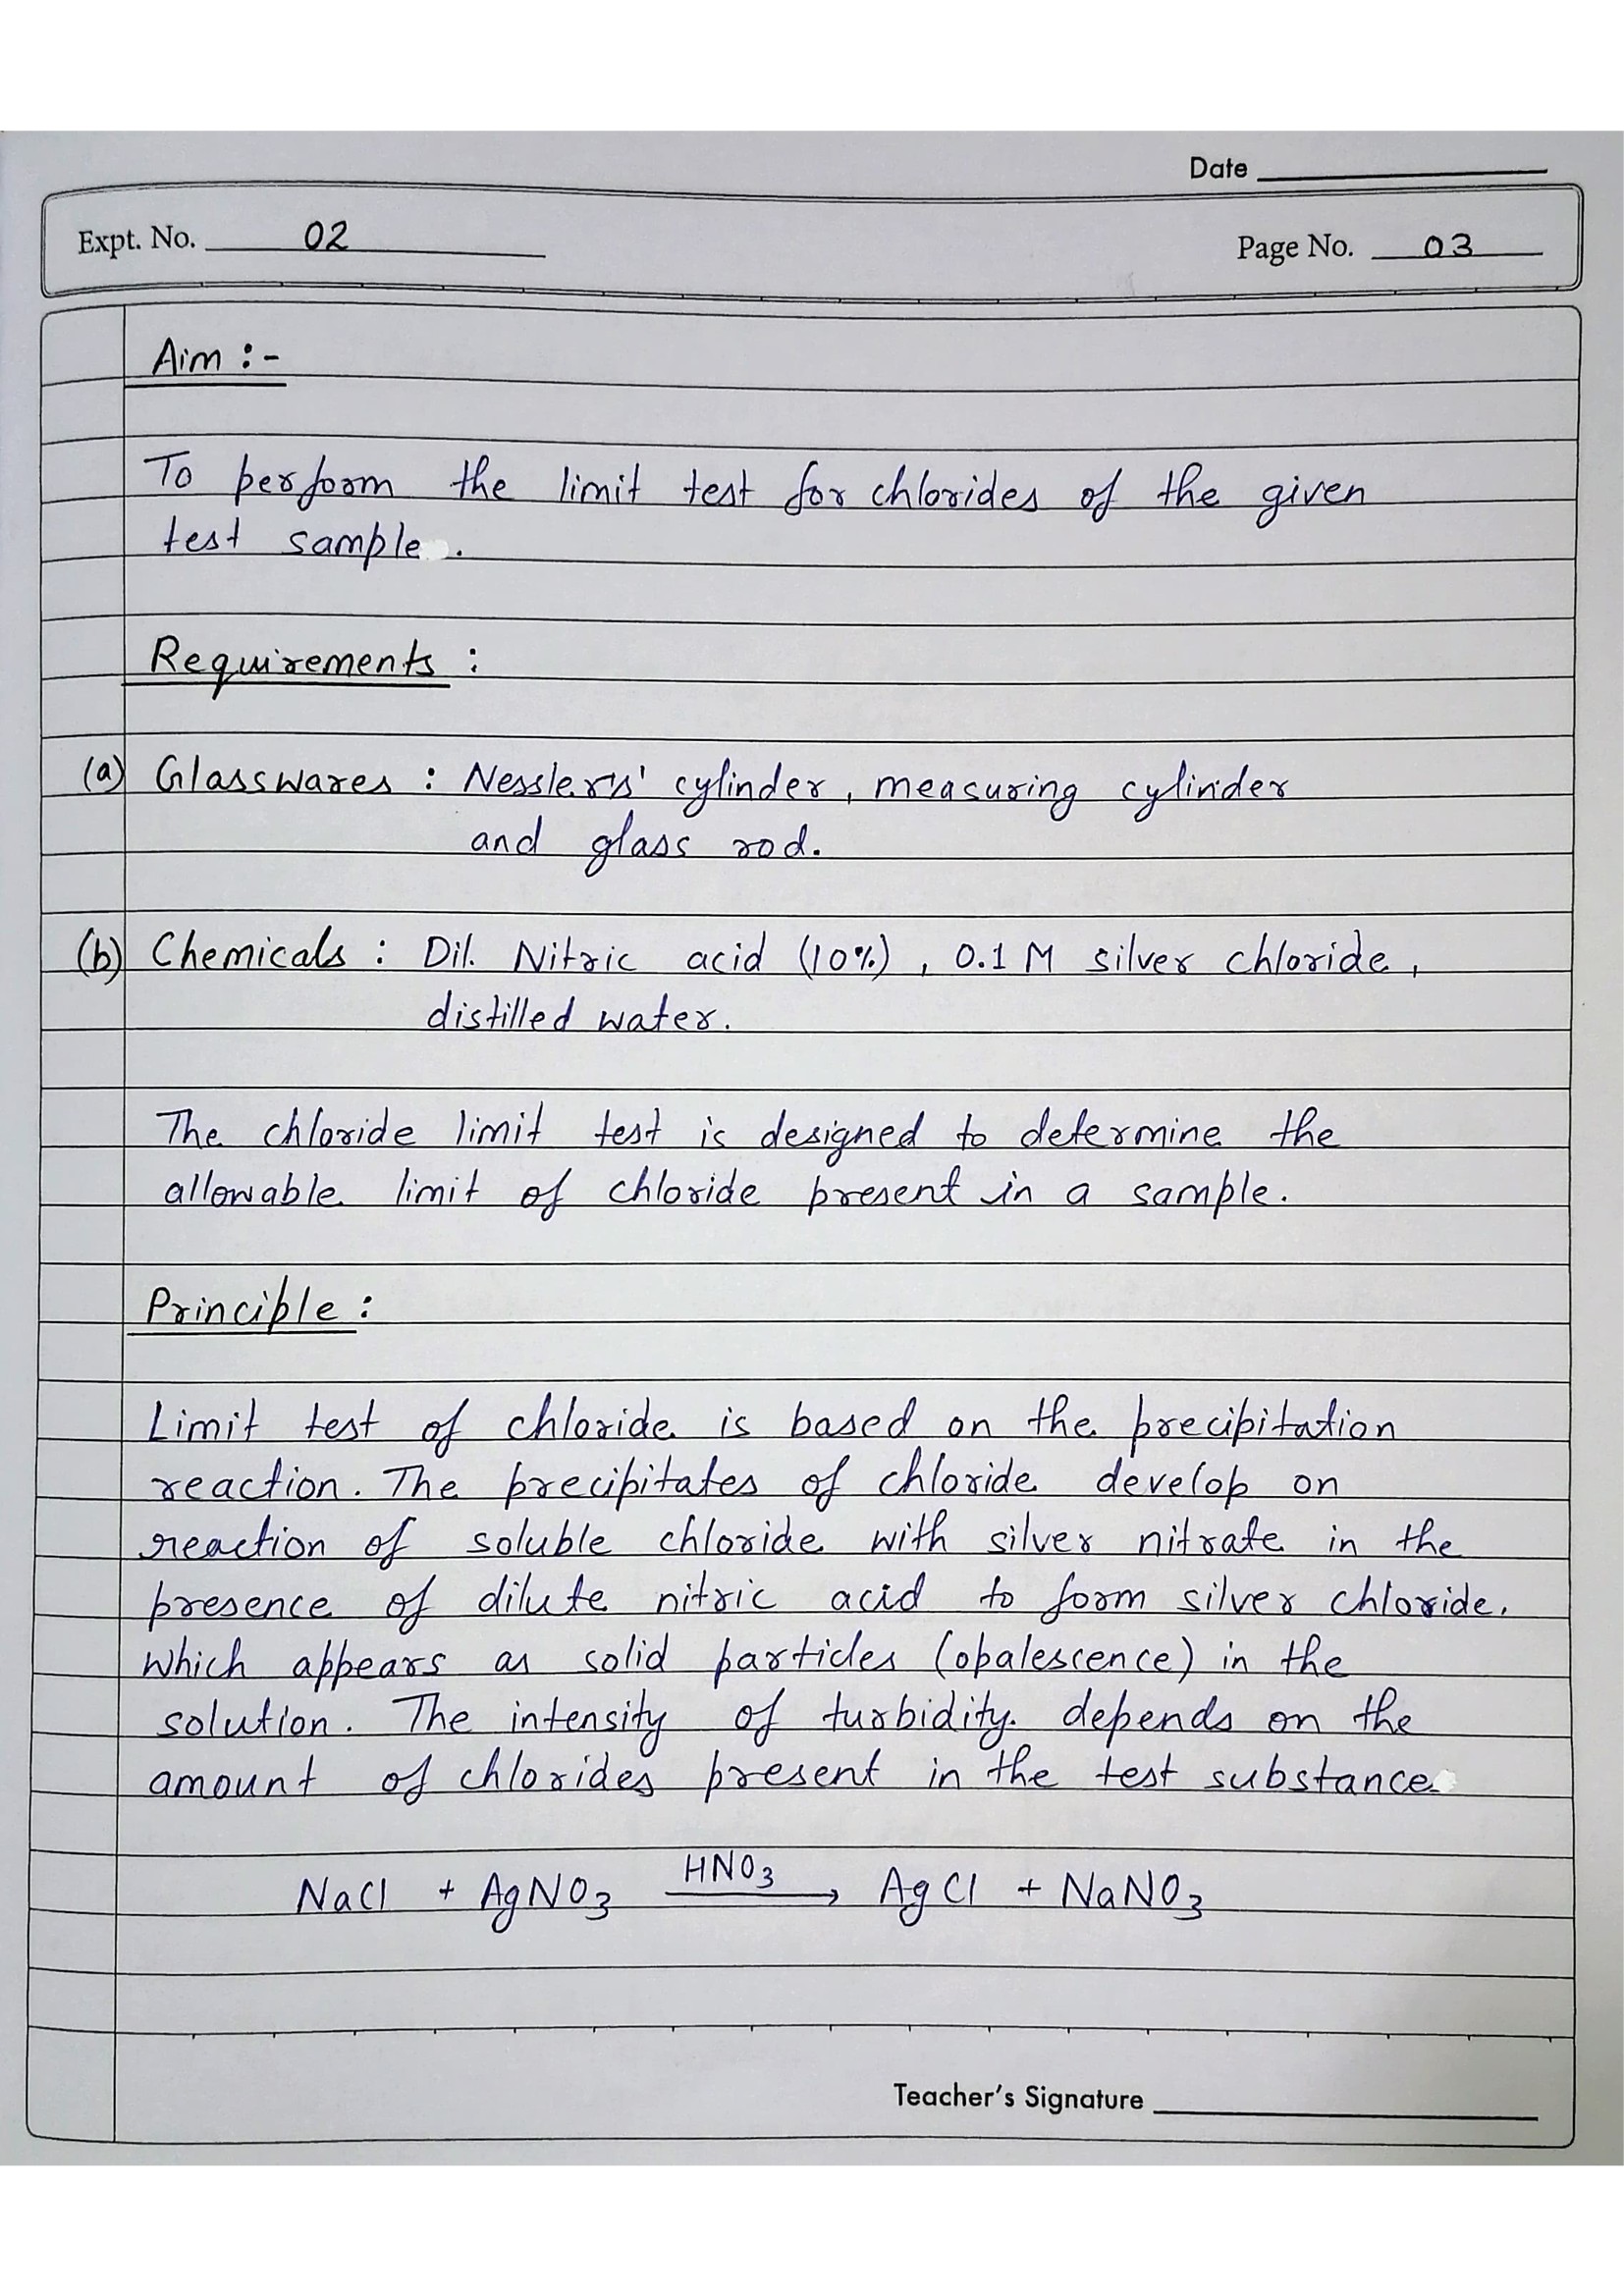 Date
Expt. No. 02
Page No. 03
Aim :-
To perform the limit test for chlorides of the given
test sample.
Requirements :
(a) Glasswares : Nesslers' cylinder, measuring cylinder
and glass rod.
(b) Chemicals : Dil. Nitric acid (10%), 0.1 M silver chloride,
distilled water.
The chloride limit test is designed to determine the
allowable limit of chloride present in a sample.
Principle :
Limit test of chloride is based on the precipitation
reaction. The precipitates of chloride develop on
reaction of soluble chloride with silver nitrate in the
presence of dilute nitric acid to form silver chloride.
which appears as solid particles (opalescence) in the
solution. The intensity of turbidity. depends on the
amount of chlorides present in the test substance.
NaCl + AgNO₃ HNO₃ → AgCl + NaNO₃
Teacher's Signature